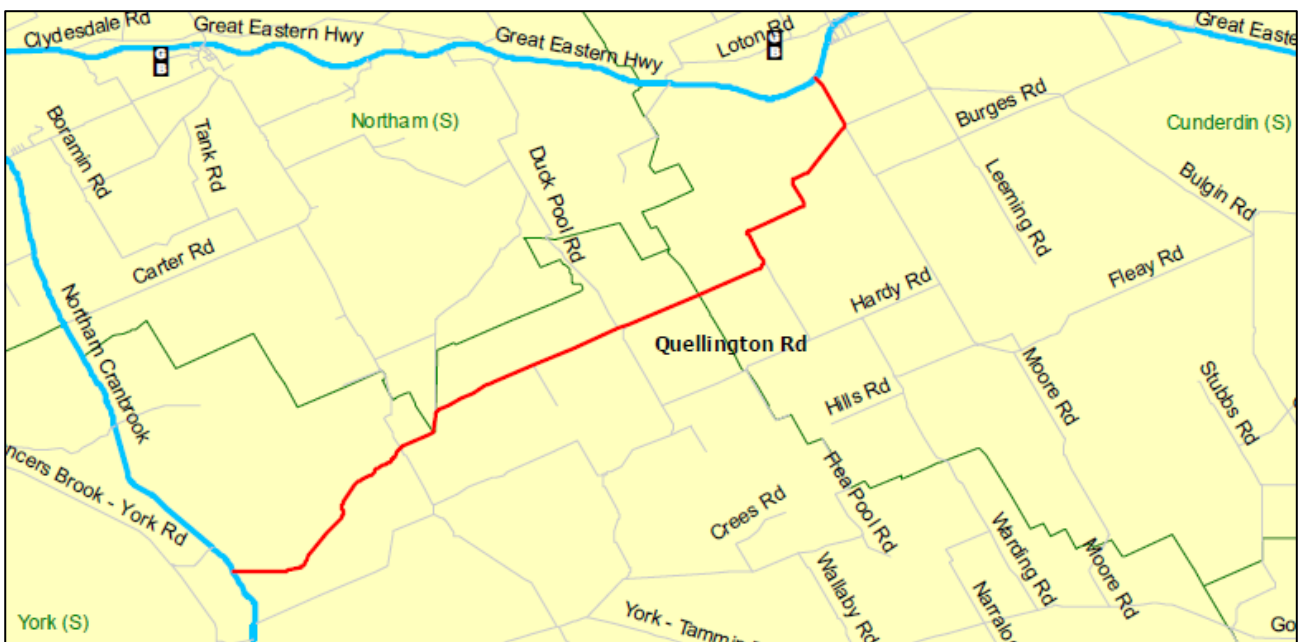 Clydesdale Rd
Great Eastern Hwy
Great Eastern Hwy
Loton Rd
Great Easte
G
B
G
B
Boramin Rd
Tank Rd
Northam (S)
Burges Rd
Cunderdin (S)
Duck Pool Rd
Leeming Rd
Bulgin Rd
Carter Rd
Fleay Rd
Hardy Rd
Northam Cranbrook
Quellington Rd
Moore Rd
Stubbs Rd
Hills Rd
ncers Brook - York Rd
Flea Pool Rd
Crees Rd
Warding Rd
Moore Rd
Wallaby Rd
Narraloc
York (S)
York - Tammin
Go